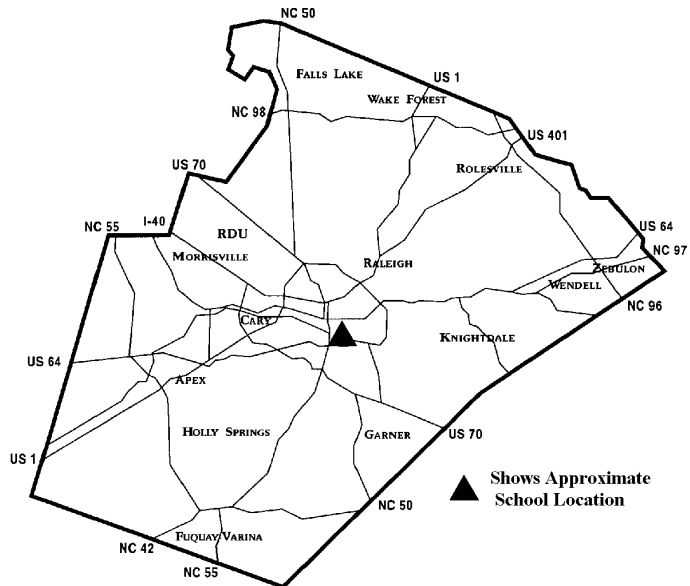 NC 50
FALLS LAKE
US 1
WAKE FOREST
NC 98
US 401
US 70
ROLESVILLE
NC 55
I-40
RDU
US 64
MORRISVILLE
RALEIGH
NC 97
ZEBULON
WENDELL
NC 96
CARY
KNIGHTDALE
US 64
APEX
HOLLY SPRINGS
GARNER
US 70
US 1
Shows Approximate
School Location
NC 50
FUQUAY VARINA
NC 42
NC 55